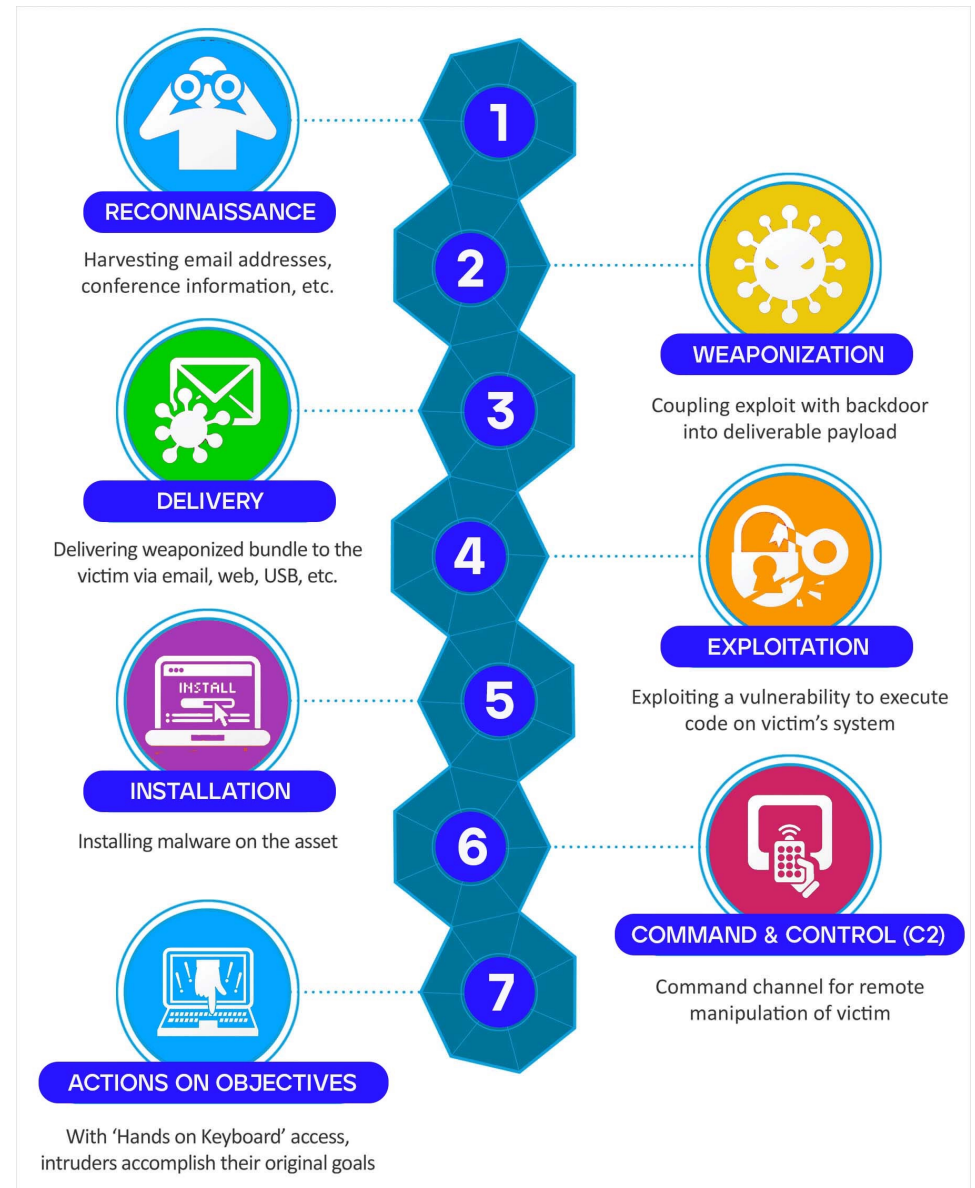 1
RECONNAISSANCE
Harvesting email addresses,
conference information, etc.
2
WEAPONIZATION
Coupling exploit with backdoor
into deliverable payload
3
DELIVERY
Delivering weaponized bundle to the
victim via email, web, USB, etc.
4
EXPLOITATION
Exploiting a vulnerability to execute
code on victim’s system
5
INSTALL
INSTALLATION
Installing malware on the asset
6
COMMAND & CONTROL (C2)
Command channel for remote
manipulation of victim
7
ACTIONS ON OBJECTIVES
With ‘Hands on Keyboard’ access,
intruders accomplish their original goals